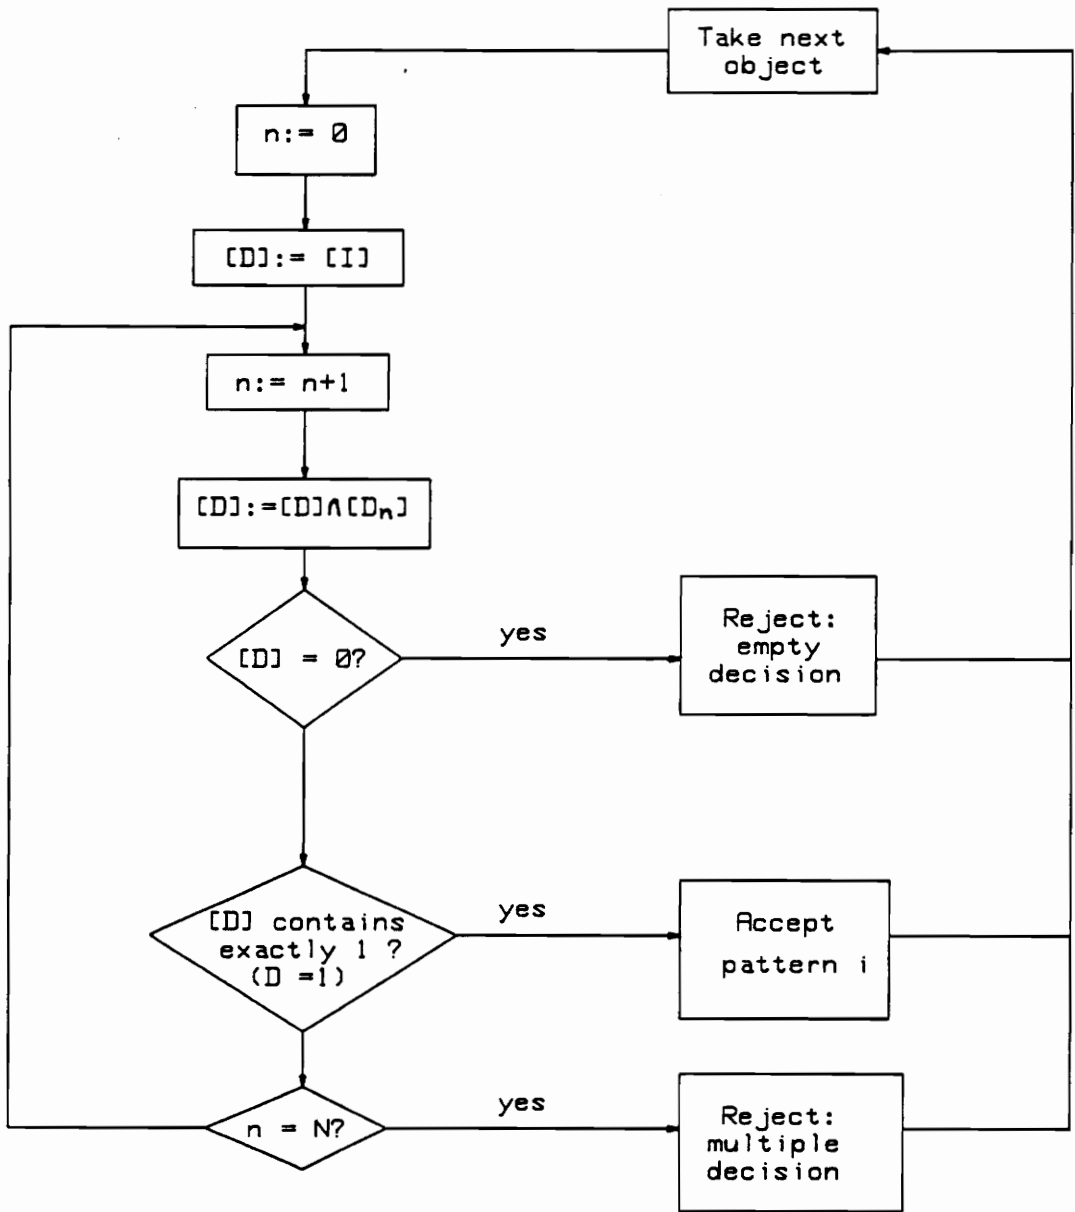 Take next
object
n:= 0
[D]:= [I]
n:= n+1
[D]:=[D]∩[Dn]
[D] = 0?
yes
Reject:
empty
decision
[D] contains
exactly 1 ?
(D =1)
yes
Accept
pattern i
n = N?
yes
Reject:
multiple
decision